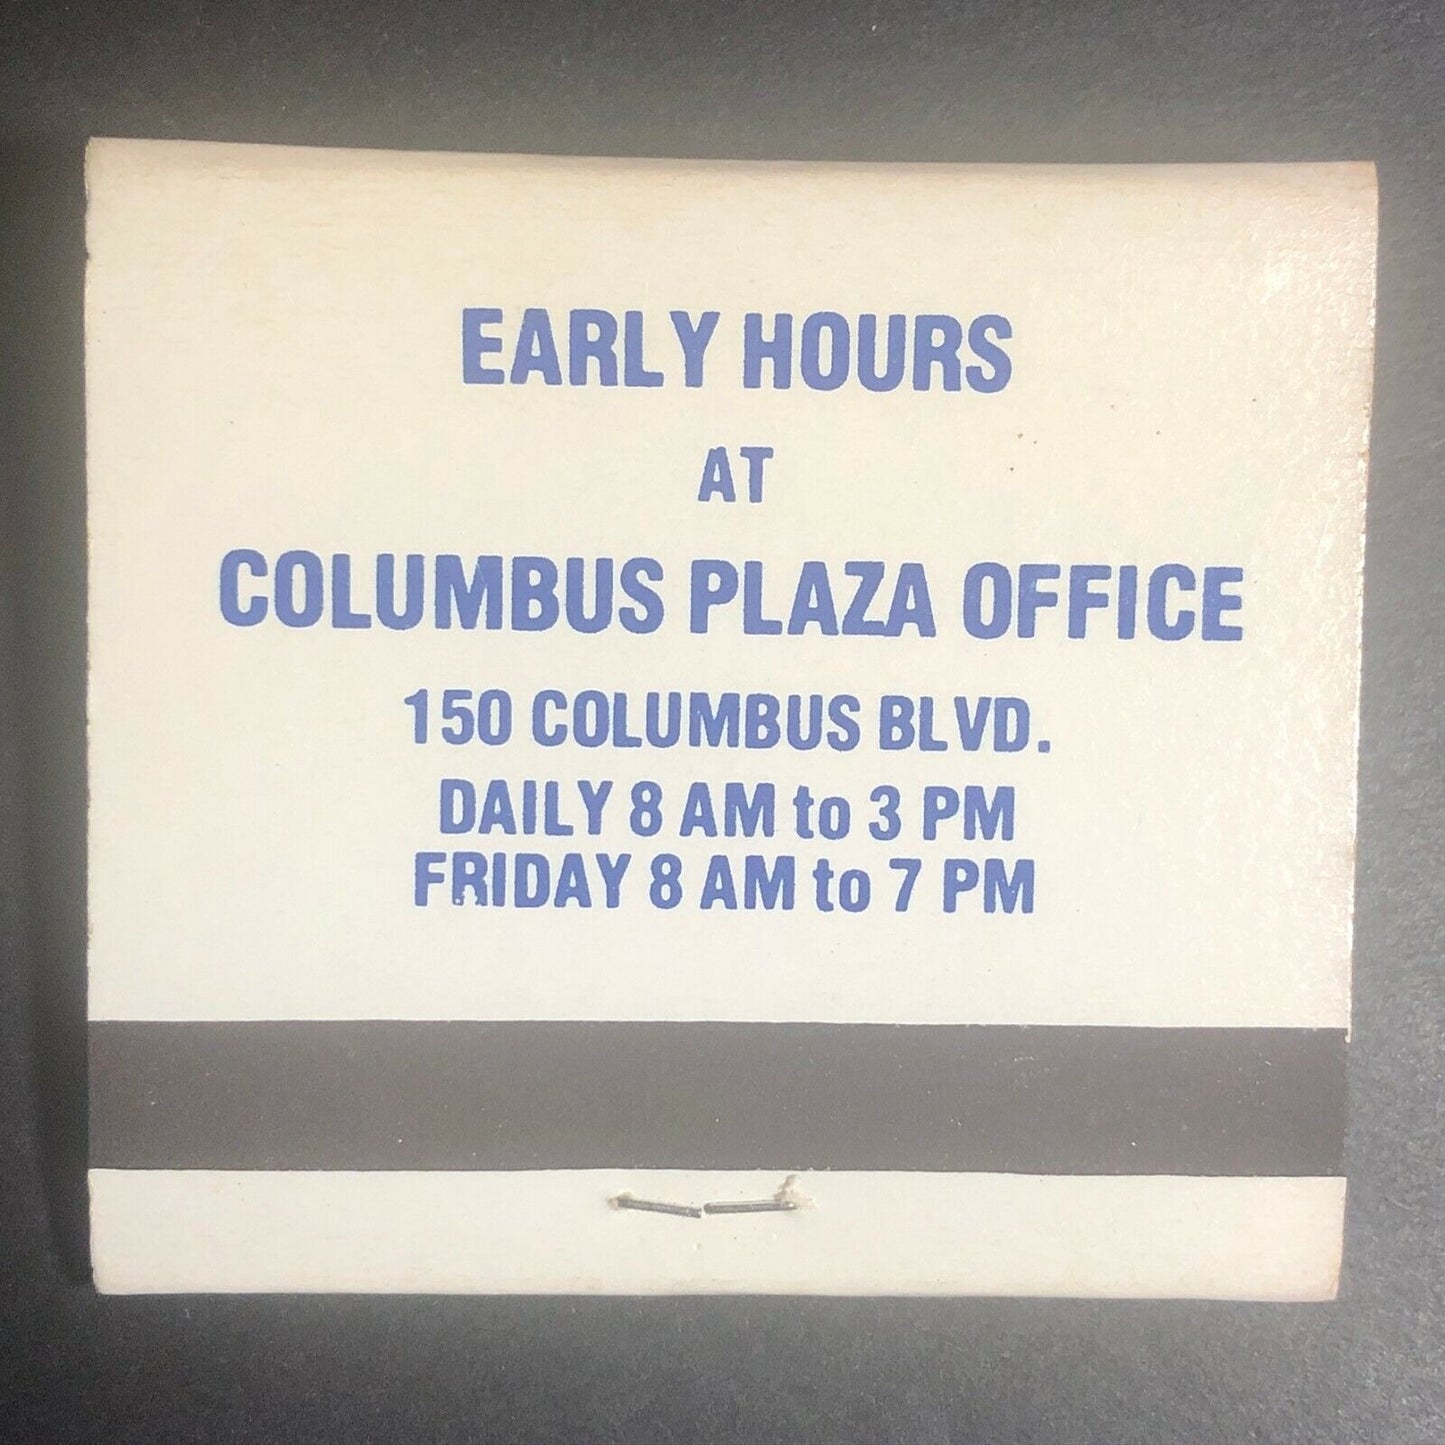 EARLY HOURS
AT
COLUMBUS PLAZA OFFICE
150 COLUMBUS BLVD.
DAILY 8 AM to 3 PM
FRIDAY 8 AM to 7 PM